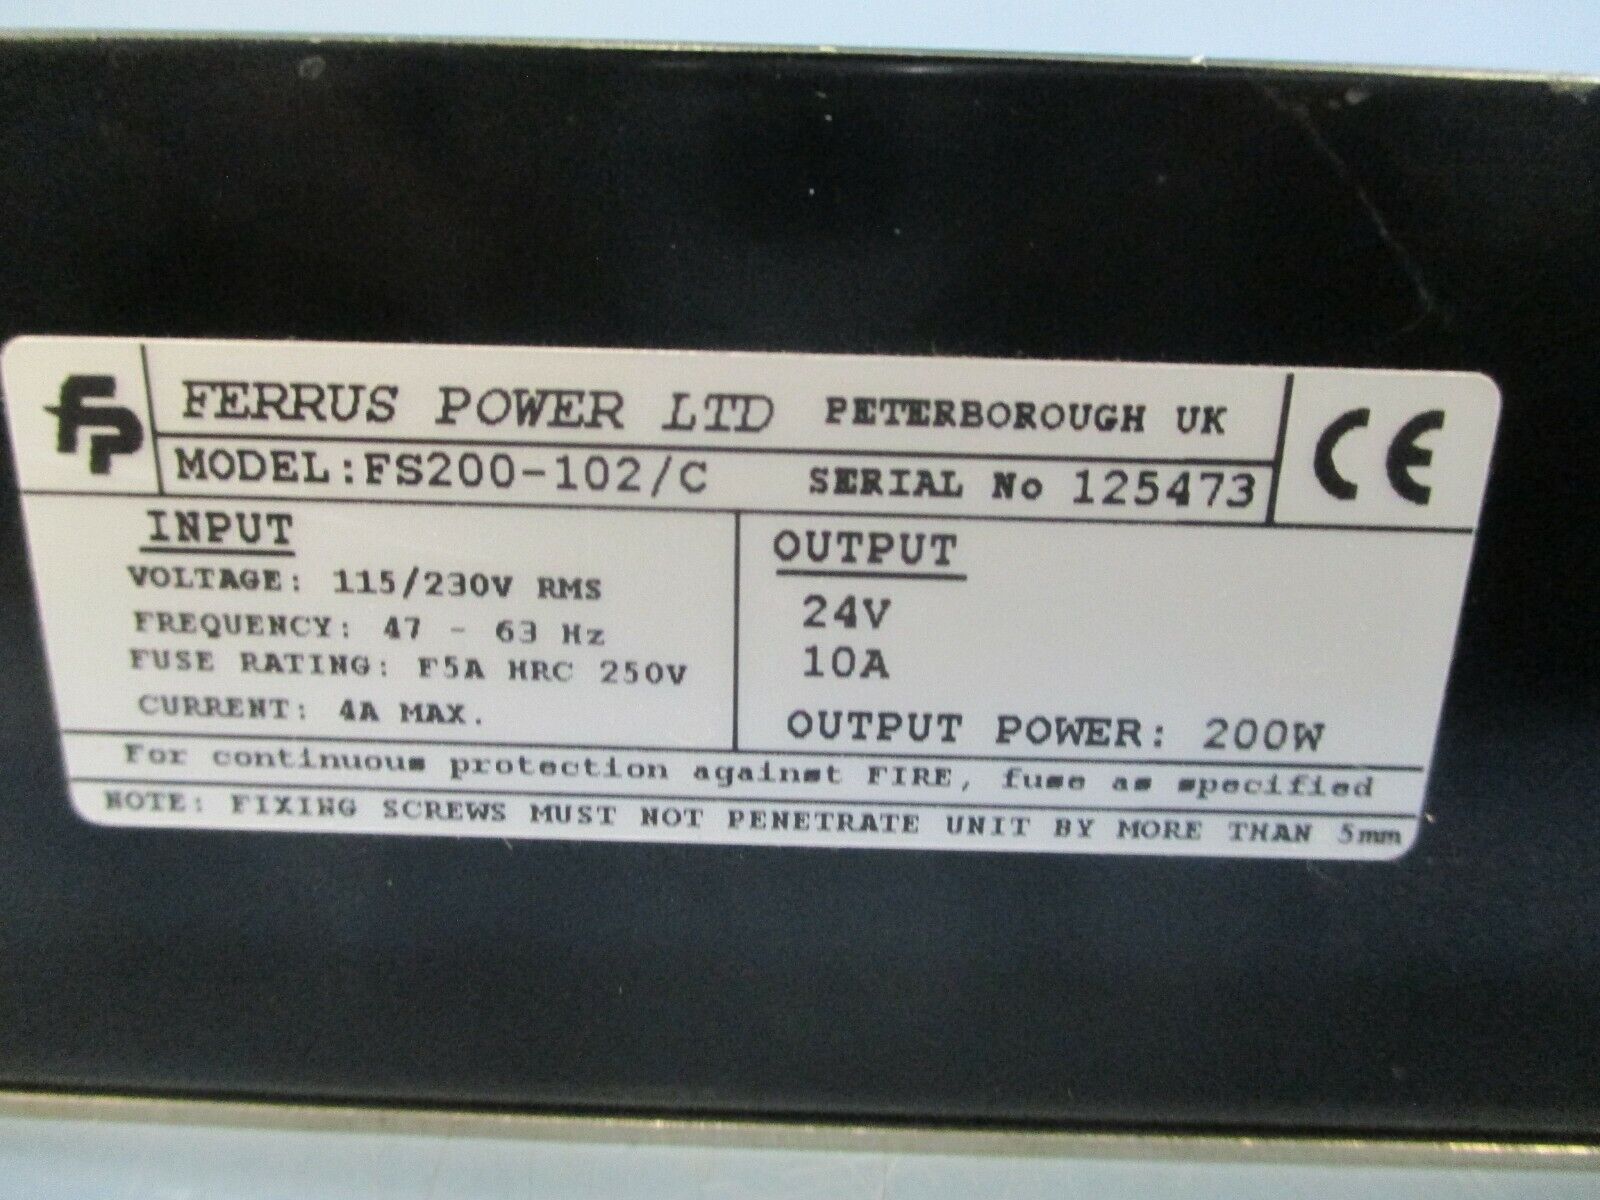 FP
FERRUS POWER LTD PETERBOROUGH UK
CE
MODEL:FS200-102/C SERIAL No 125473
INPUT
VOLTAGE: 115/230V RMS
FREQUENCY: 47 - 63 Hz
FUSE RATING: F5A HRC 250V
CURRENT: 4A MAX.
OUTPUT
24V
10A
OUTPUT POWER: 200W
For continuous protection against FIRE, fuse as specified
NOTE: FIXING SCREWS MUST NOT PENETRATE UNIT BY MORE THAN 5mm